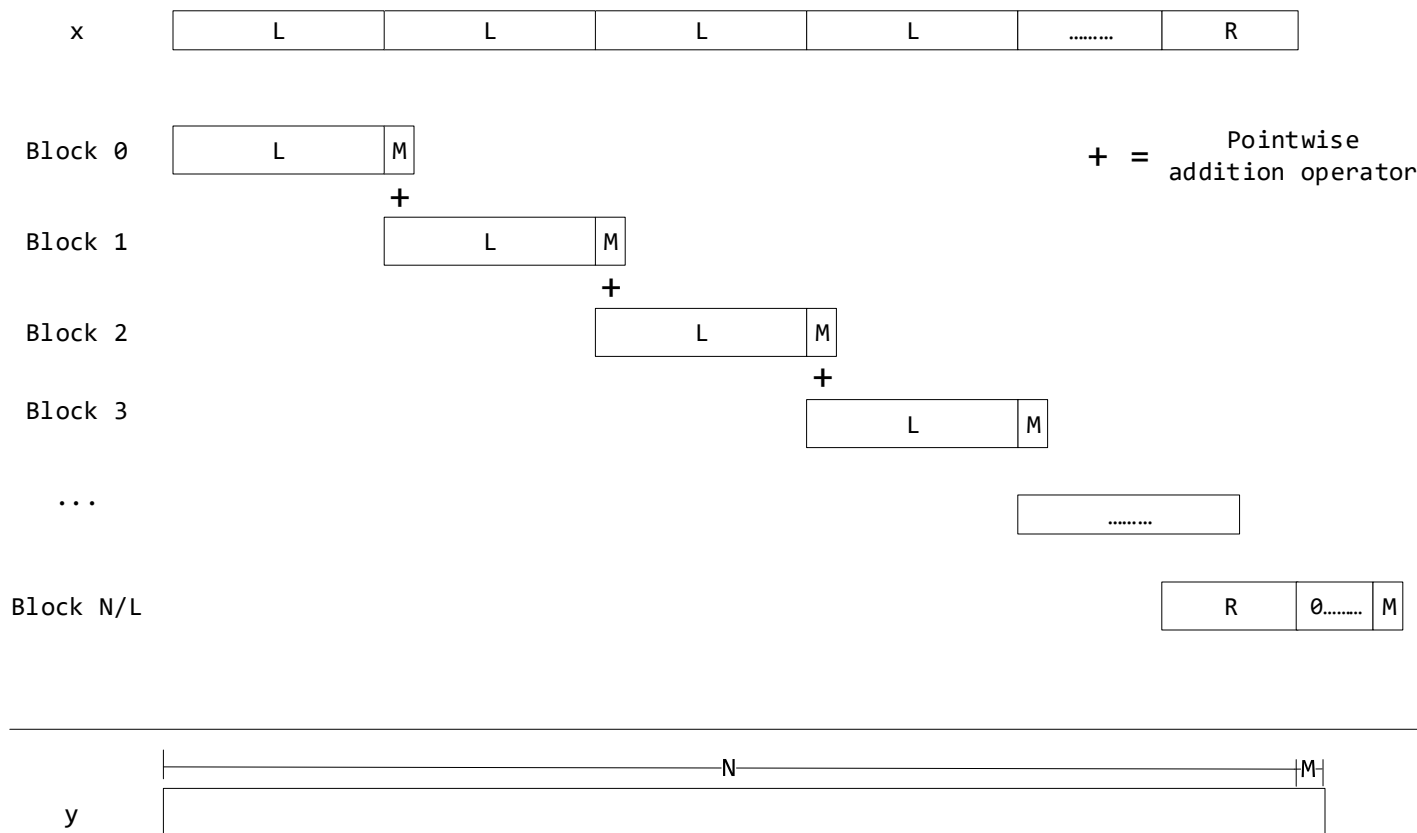 x L L L L ......... R
Block 0 L M
+ = Pointwise
addition operator
+
Block 1 L M
+
Block 2 L M
+
Block 3 L M
... .........
Block N/L R 0......... M
N M
y